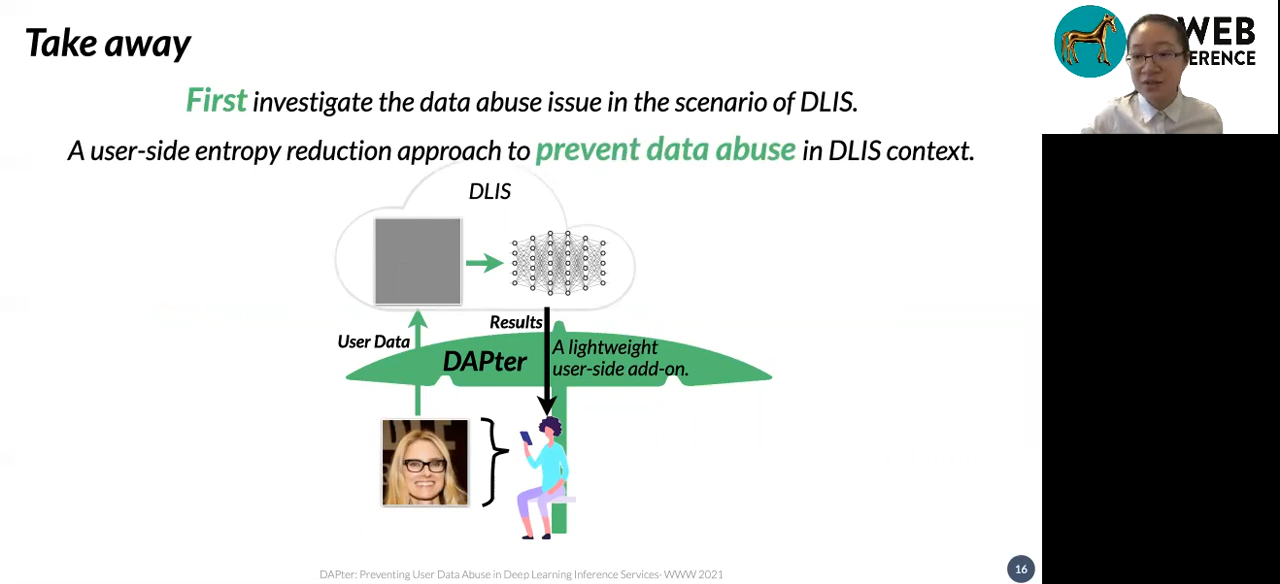 Take away
First investigate the data abuse issue in the scenario of DLIS.
A user-side entropy reduction approach to prevent data abuse in DLIS context.
DLIS
User Data
Results
DAPter
A lightweight
user-side add-on.
DAPter: Preventing User Data Abuse in Deep Learning Inference Services- WWW 2021
16
WEB
ERENCE